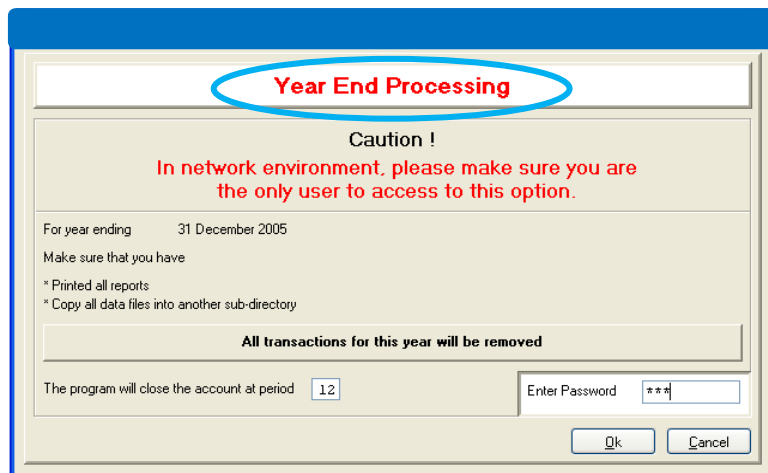 Year End Processing
Caution !
In network environment, please make sure you are
the only user to access to this option.
For year ending 31 December 2005
Make sure that you have
* Printed all reports
* Copy all data files into another sub-directory
All transactions for this year will be removed
The program will close the account at period 12
Enter Password ***
Ok Cancel